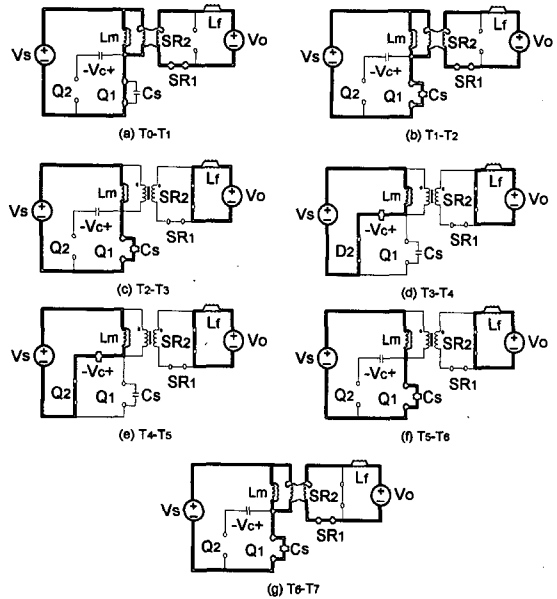 Vs
Lm
-Vc+
Q2
Q1
Cs
SR2
SR1
Lf
Vo
(a) T0-T1
Vs
Lm
-Vc+
Q2
Q1
Cs
SR2
SR1
Lf
Vo
(b) T1-T2
Vs
Lm
-Vc+
Q2
Q1
Cs
SR2
SR1
Lf
Vo
(c) T2-T3
Vs
Lm
-Vc+
D2
Q1
Cs
SR2
SR1
Lf
Vo
(d) T3-T4
Vs
Lm
-Vc+
Q2
Q1
Cs
SR2
SR1
Lf
Vo
(e) T4-T5
Vs
Lm
-Vc+
Q2
Q1
Cs
SR2
SR1
Lf
Vo
(f) T5-T6
Vs
Lm
-Vc+
Q2
Q1
Cs
SR2
SR1
Lf
Vo
(g) T6-T7